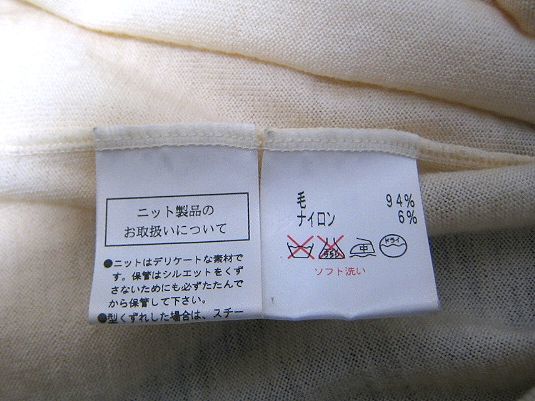 ニット製品の
お取扱いについて
●ニットはデリケートな素材で
す。保管はシルエットをくず
さないためにも必ずたたんで
から保管して下さい。
●型くずれした場合は、スチー
毛 94%
ナイロン 6%
ドライ
ソフト洗い